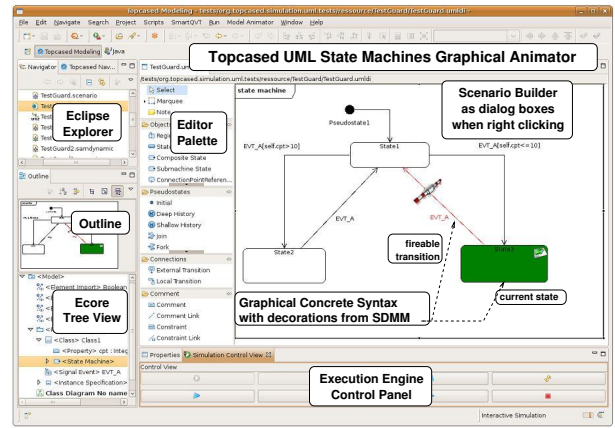 Topcased Modeling - Tests/org.topcased.simulation.uml.tests/ressource/TestGuard/TestGuard.umldi -
File Edit Navigate Search Project Scripts SmartQVT Run Model Animator Window Help
Topcased Modeling Java
Topcased UML State Machines Graphical Animator
Navigator Topcased Nav...
TestGuard.scenario
TestGuard2.samdynamic
Eclipse
Explorer
Outline
Outline
<Model>
<Element Import> Boolean
Ecore
Tree View
<Class> Class1
<Property> cpt : Integ
<State Machine>
<Signal Event> EVT_A
<Instance Specification>
Class Diagram No name
TestGuard.um
/tests/org.topcased.simulation.uml.tests/ressource/TestGuard/TestGuard.umldi
Select
Marquee
Note
Objects
Regi
Stat
Composite State
Submachine State
ConnectionPointReferen...
Editor
Palette
Pseudostates
Initial
Deep History
Shallow History
Join
Fork
Connections
External Transition
Local Transition
Comment
Comment
Comment Link
Constraint
Constraint Link
state machine
Pseudostate1
Scenario Builder
as dialog boxes
when right clicking
EVT_A[self.cpt>10]
State1
EVT_A[self.cpt<=10]
EVT_A
EVT_A
State2
fireable
transition
current state
Graphical Concrete Syntax
with decorations from SDMM
Properties Simulation Control View
Control View
Execution Engine
Control Panel
Interactive Simulation